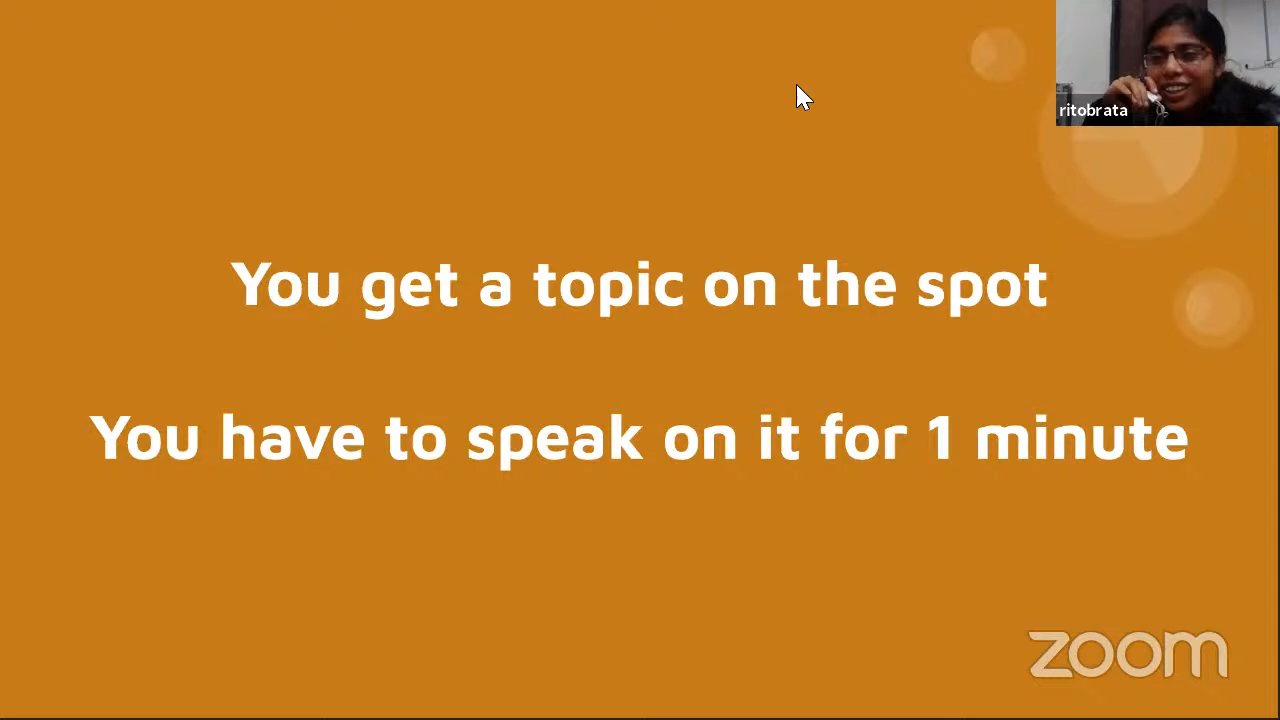 ritobrata
You get a topic on the spot
You have to speak on it for 1 minute
zoom